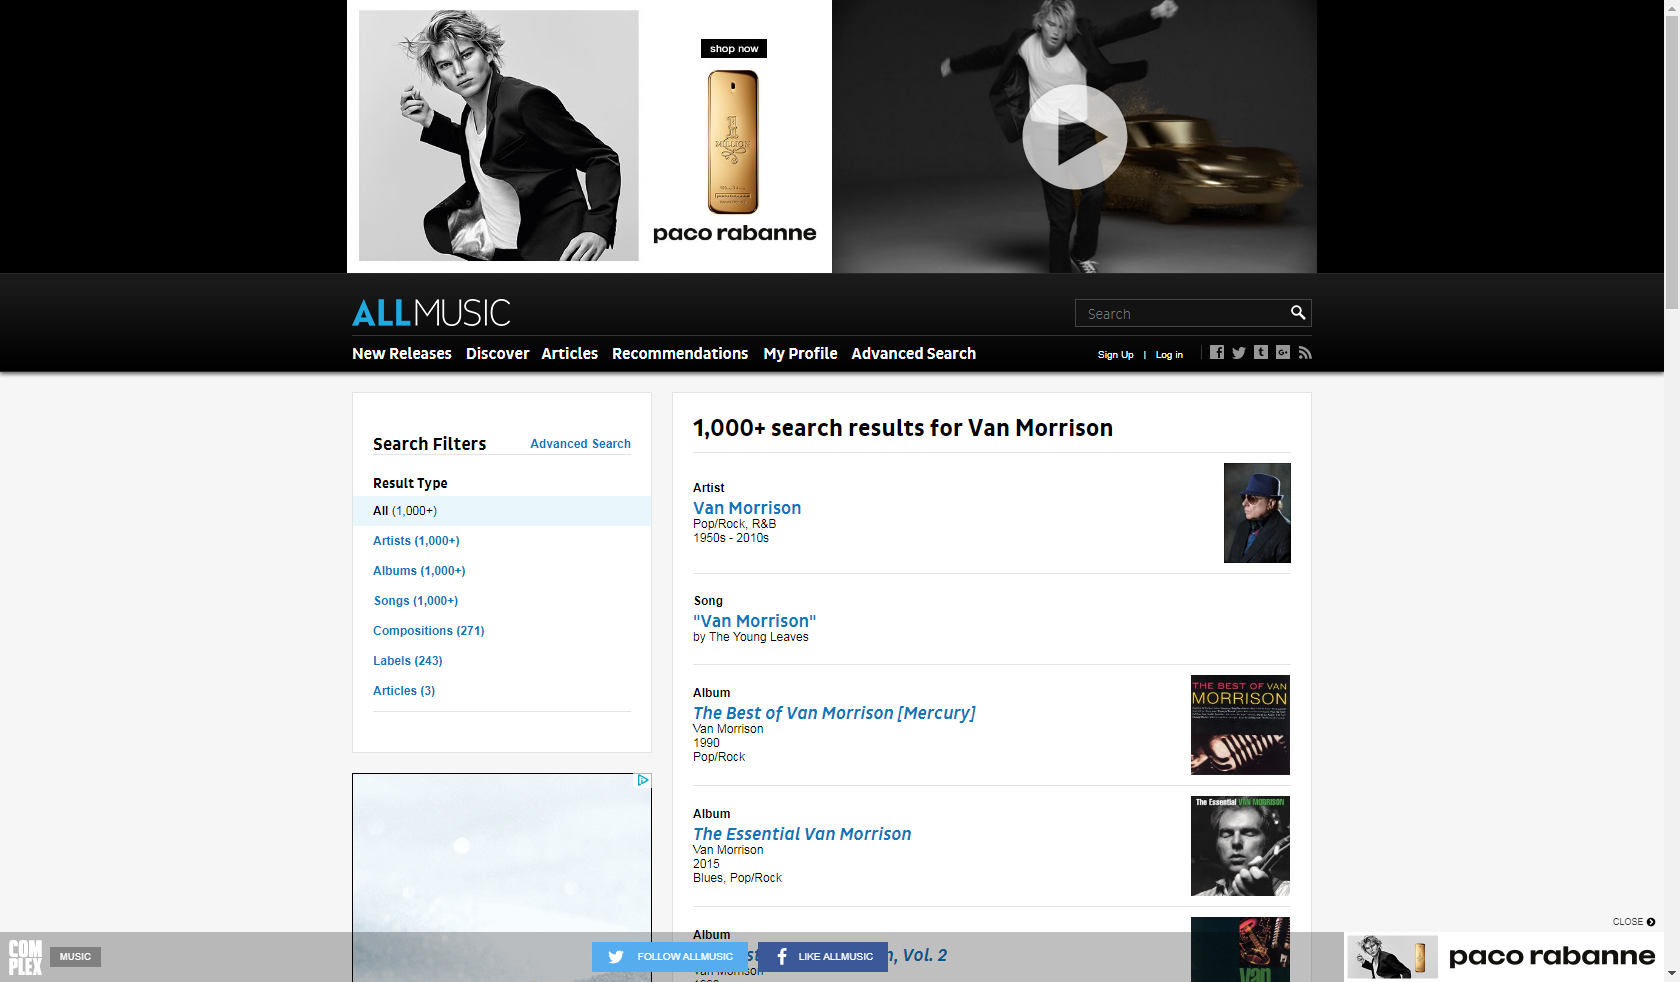 shop now
1
MILLION
paco rabanne
ALLMUSIC
Search
New Releases Discover Articles Recommendations My Profile Advanced Search
Sign Up | Log in
Search Filters
Advanced Search
Result Type
All (1,000+)
Artists (1,000+)
Albums (1,000+)
Songs (1,000+)
Compositions (271)
Labels (243)
Articles (3)
1,000+ search results for Van Morrison
Artist
Van Morrison
Pop/Rock, R&B
1950s - 2010s
Song
"Van Morrison"
by The Young Leaves
Album
The Best of Van Morrison [Mercury]
Van Morrison
1990
Pop/Rock
THE BEST OF VAN
MORRISON
Album
The Essential Van Morrison
Van Morrison
2015
Blues, Pop/Rock
The Essential VAN MORRISON
Album
n, Vol. 2
Van Morrison
van
COM
PLEX
MUSIC
FOLLOW ALLMUSIC
LIKE ALLMUSIC
CLOSE
paco rabanne